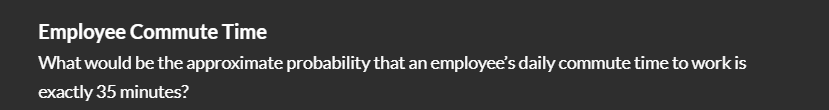 Employee Commute Time
What would be the approximate probability that an employee's daily commute time to work is
exactly 35 minutes?